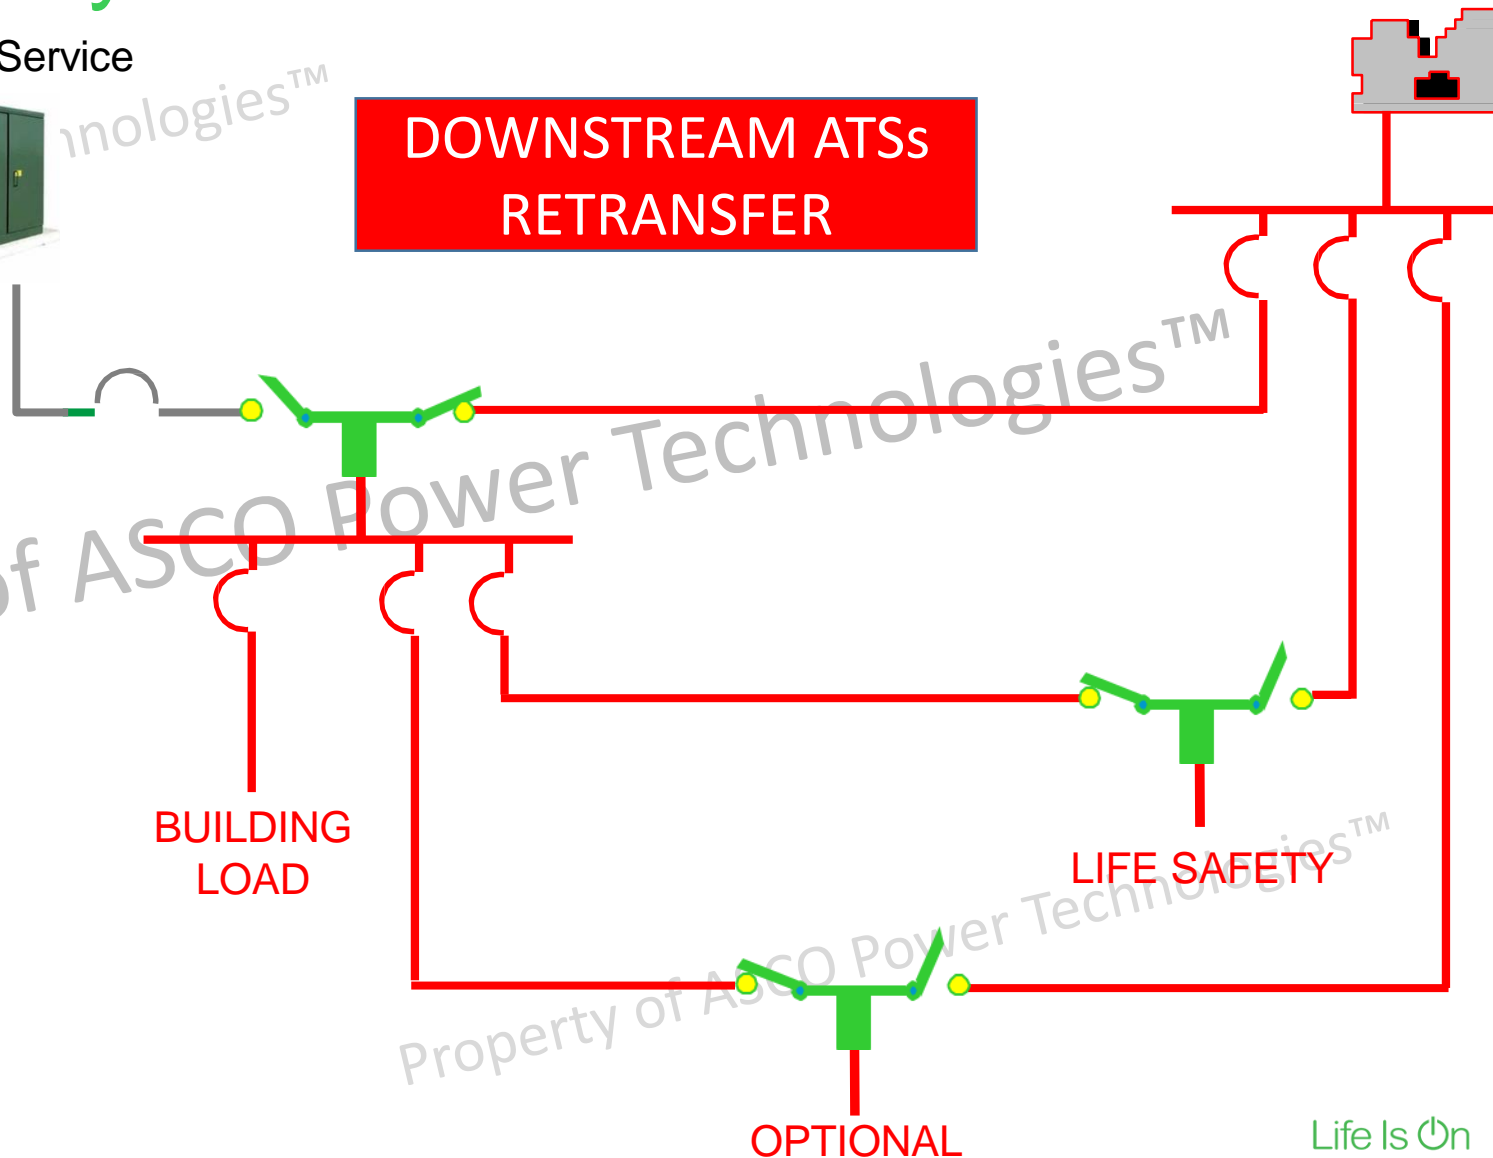 Service
hnologies™
DOWNSTREAM ATSs
RETRANSFER
of ASCO Power Technologies™
BUILDING
LOAD
LIFE SAFETY
Property of ASCO Power Technologies™
OPTIONAL
Life Is On